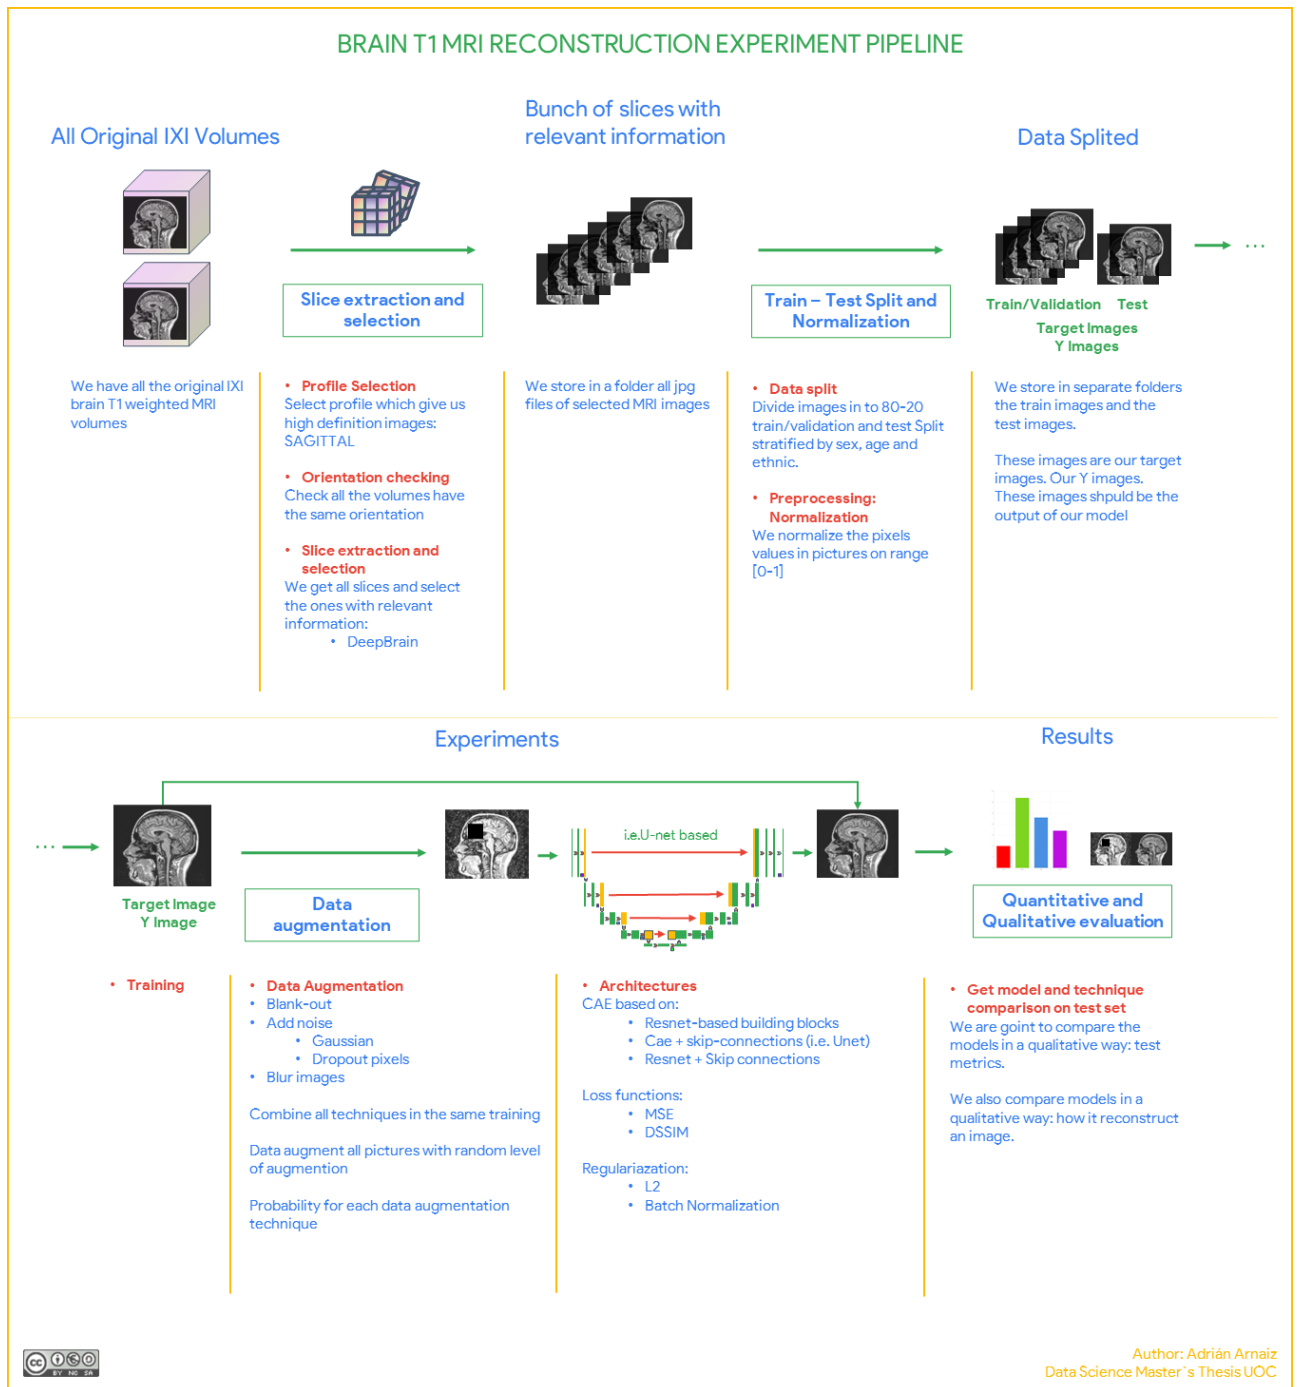 BRAIN T1 MRI RECONSTRUCTION EXPERIMENT PIPELINE
All Original IXI Volumes
Bunch of slices with
relevant information
Data Splited
Slice extraction and
selection
Train – Test Split and
Normalization
...
Train/Validation Test
Target Images
Y Images
We have all the original IXI
brain T1 weighted MRI
volumes
• Profile Selection
Select profile which give us
high definition images:
SAGITTAL
• Orientation checking
Check all the volumes have
the same orientation
• Slice extraction and
selection
We get all slices and select
the ones with relevant
information:
• DeepBrain
We store in a folder all jpg
files of selected MRI images
• Data split
Divide images in to 80-20
train/validation and test Split
stratified by sex, age and
ethnic.
• Preprocessing:
Normalization
We normalize the pixels
values in pictures on range
[0-1]
We store in separate folders
the train images and the
test images.
These images are our target
images. Our Y images.
These images shpuld be the
output of our model
Experiments
Results
...
Target Image
Y Image
Data
augmentation
i.e.U-net based
Quantitative and
Qualitative evaluation
• Training
• Data Augmentation
• Blank-out
• Add noise
• Gaussian
• Dropout pixels
• Blur images
Combine all techniques in the same training
Data augment all pictures with random level
of augmention
Probability for each data augmentation
technique
• Architectures
CAE based on:
• Resnet-based building blocks
• Cae + skip-connections (i.e. Unet)
• Resnet + Skip connections
Loss functions:
• MSE
• DSSIM
Regulariazation:
• L2
• Batch Normalization
• Get model and technique
comparison on test set
We are goint to compare the
models in a qualitative way: test
metrics.
We also compare models in a
qualitative way: how it reconstruct
an image.
cc BY NC SA
Author: Adrián Arnaiz
Data Science Master`s Thesis UOC